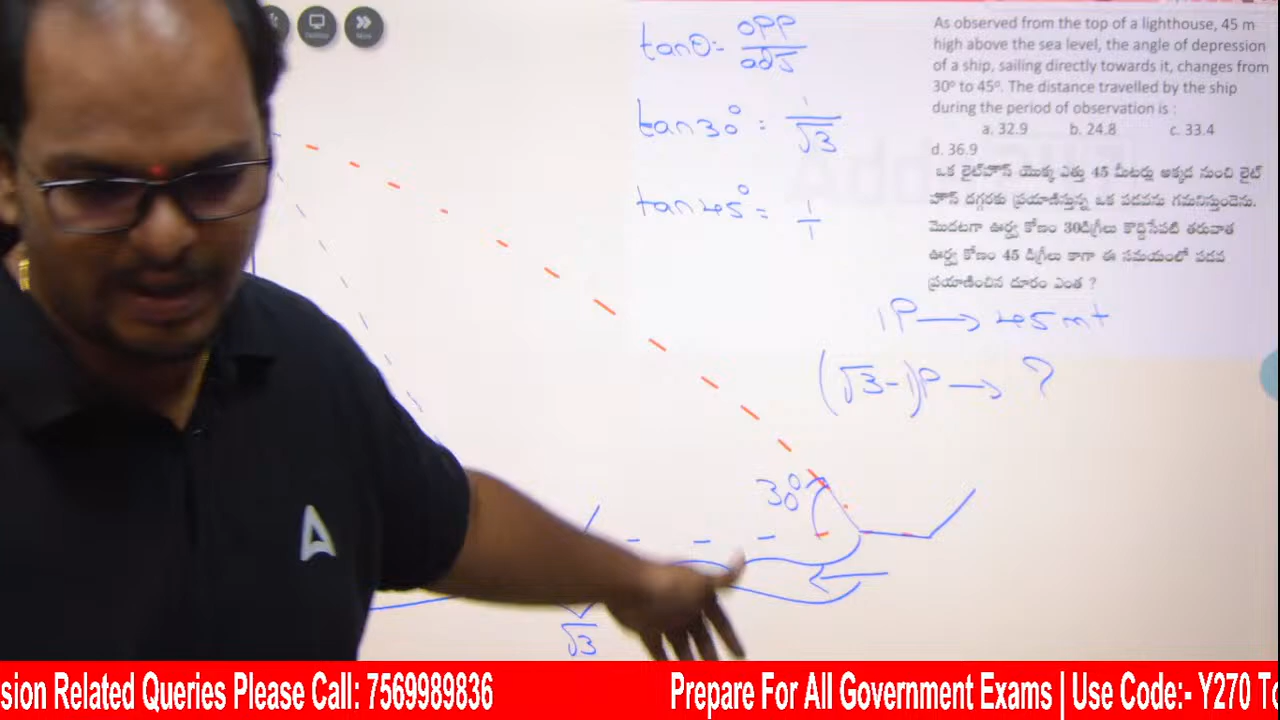 Desktop
More
tanθ = opp/adj
tan30° = 1/√3
tan45° = 1/1
As observed from the top of a lighthouse, 45 m
high above the sea level, the angle of depression
of a ship, sailing directly towards it, changes from
30° to 45°. The distance travelled by the ship
during the period of observation is :
a. 32.9 b. 24.8 c. 33.4
d. 36.9
ఒక లైట్‌హౌస్ యొక్క ఎత్తు 45 మీటర్లు అక్కడ నుంచి లైట్
హౌస్ దగ్గరకు ప్రయాణిస్తున్న ఒక పదవను గమనిస్తుందెను.
మొదటగా ఊర్ధ్వ కోణం 30డిగ్రీలు కొద్దిసేపటి తరువాత
ఊర్ధ్వ కోణం 45 డిగ్రీలు కాగా ఈ సమయంలో పదవ
ప్రయాణించిన దూరం ఎంత ?
1P → 45mt
(√3-1)P → ?
30°
√3
A
sion Related Queries Please Call: 7569989836
Prepare For All Government Exams | Use Code:- Y270 To